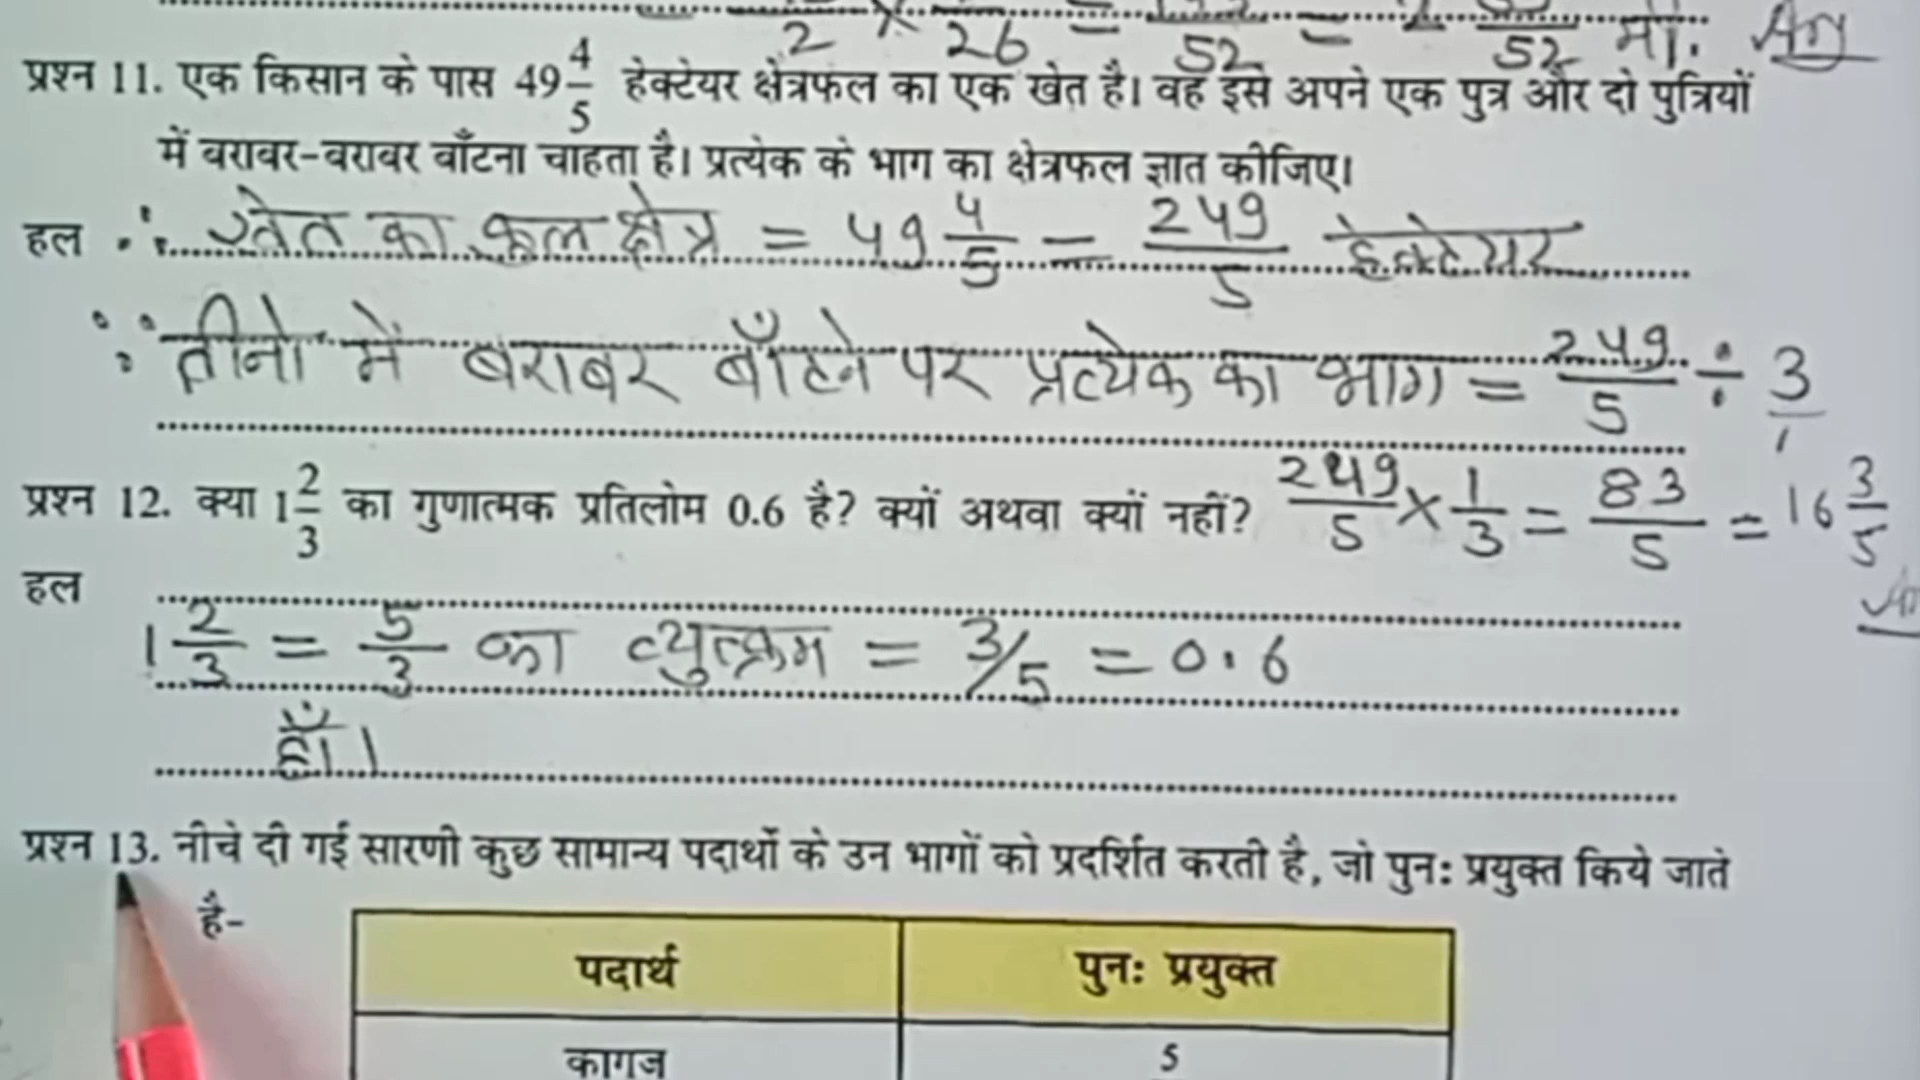 2 × 26 = 52 = 2 52 मी. Ans
प्रश्न 11. एक किसान के पास 49 4/5 हेक्टेयर क्षेत्रफल का एक खेत है। वह इसे अपने एक पुत्र और दो पुत्रियों
में बराबर-बराबर बाँटना चाहता है। प्रत्येक के भाग का क्षेत्रफल ज्ञात कीजिए।
हल ∴ खेत का कुल क्षेत्र = 49 4/5 = 249/5 हेक्टेयर
∵ तीनो में बराबर बाँटने पर प्रत्येक का भाग = 249/5 ÷ 3/1
प्रश्न 12. क्या 1 2/3 का गुणात्मक प्रतिलोम 0.6 है? क्यों अथवा क्यों नहीं? 249/5 × 1/3 = 83/5 = 16 3/5
हल
1 2/3 = 5/3 का व्युत्क्रम = 3/5 = 0.6
हाँ।
प्रश्न 13. नीचे दी गई सारणी कुछ सामान्य पदार्थों के उन भागों को प्रदर्शित करती है, जो पुनः प्रयुक्त किये जाते
है-
पदार्थ पुनः प्रयुक्त
कागज 5